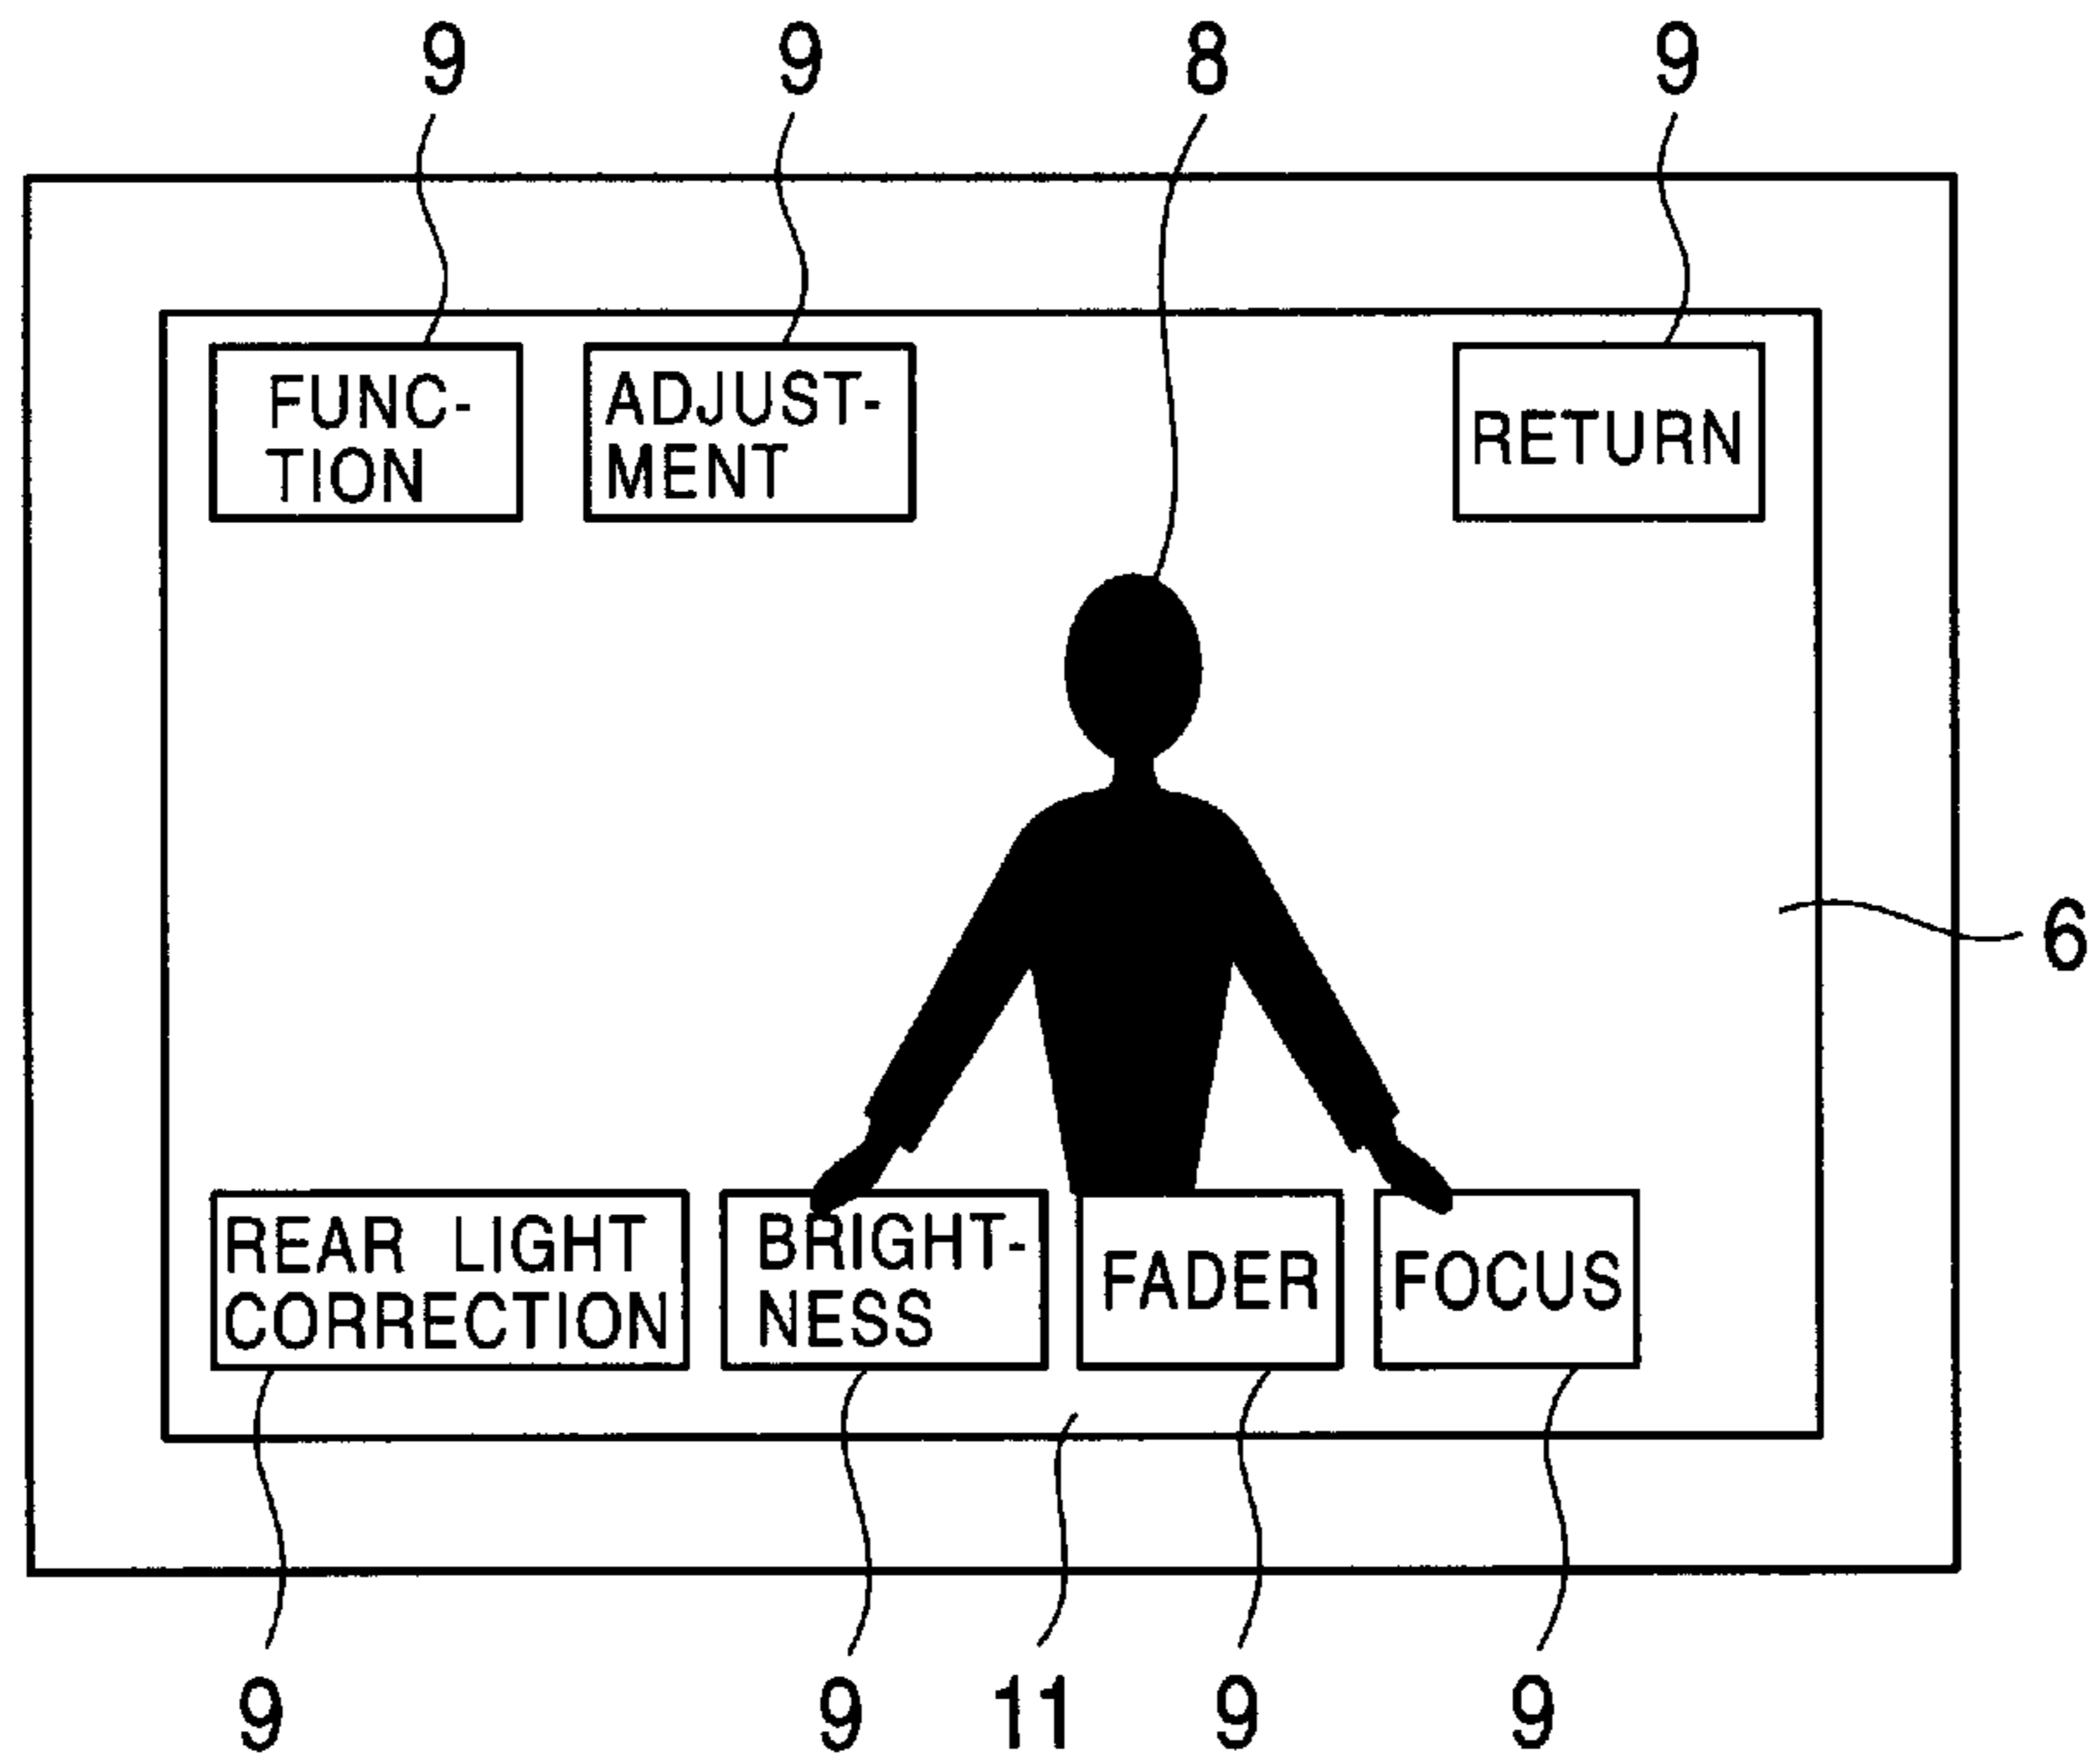 9 9 8 9
FUNC-
TION
ADJUST-
MENT
RETURN
6
REAR LIGHT
CORRECTION
BRIGHT-
NESS
FADER
FOCUS
9 9 11 9 9